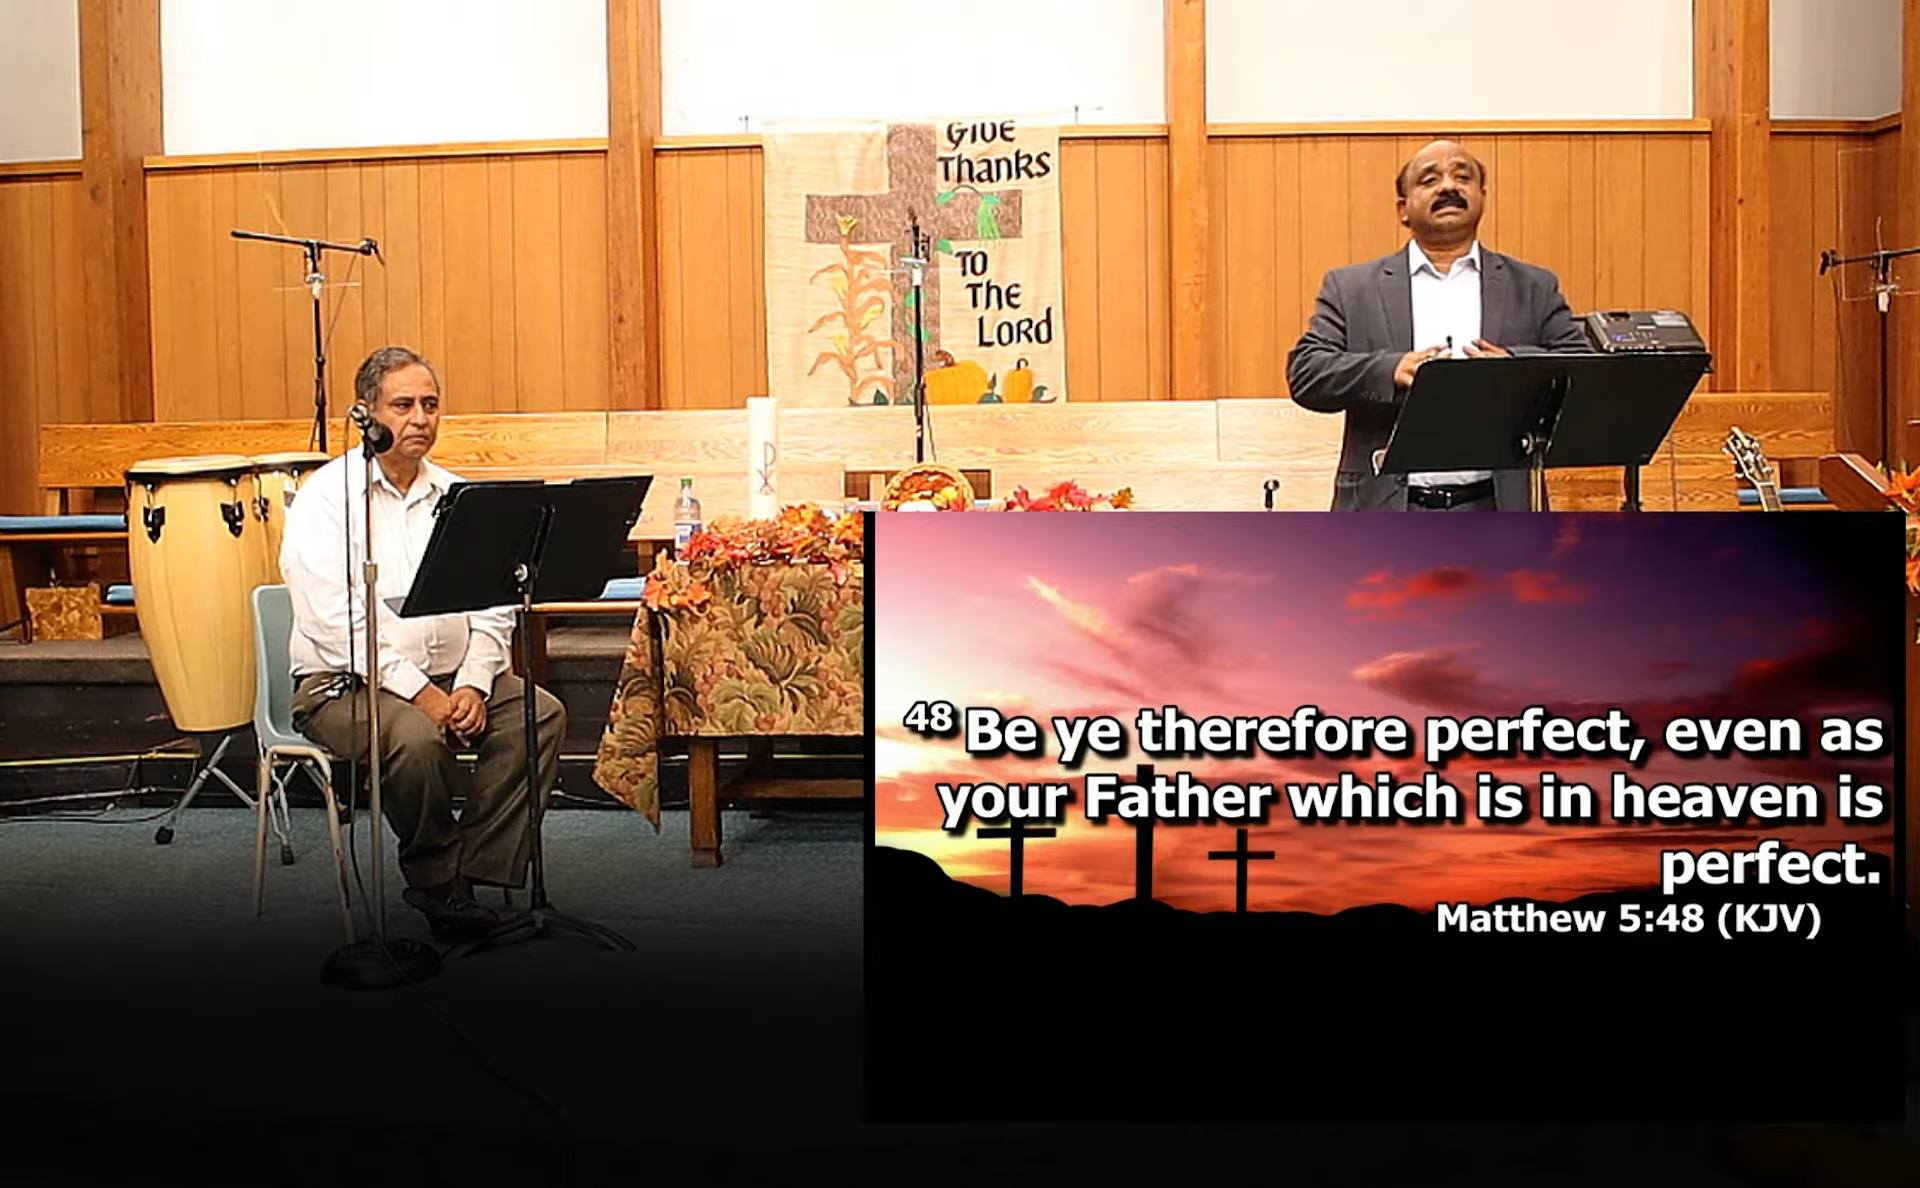 GIVE
Thanks
TO
The
LORd
48 Be ye therefore perfect, even as
your Father which is in heaven is
perfect.
Matthew 5:48 (KJV)